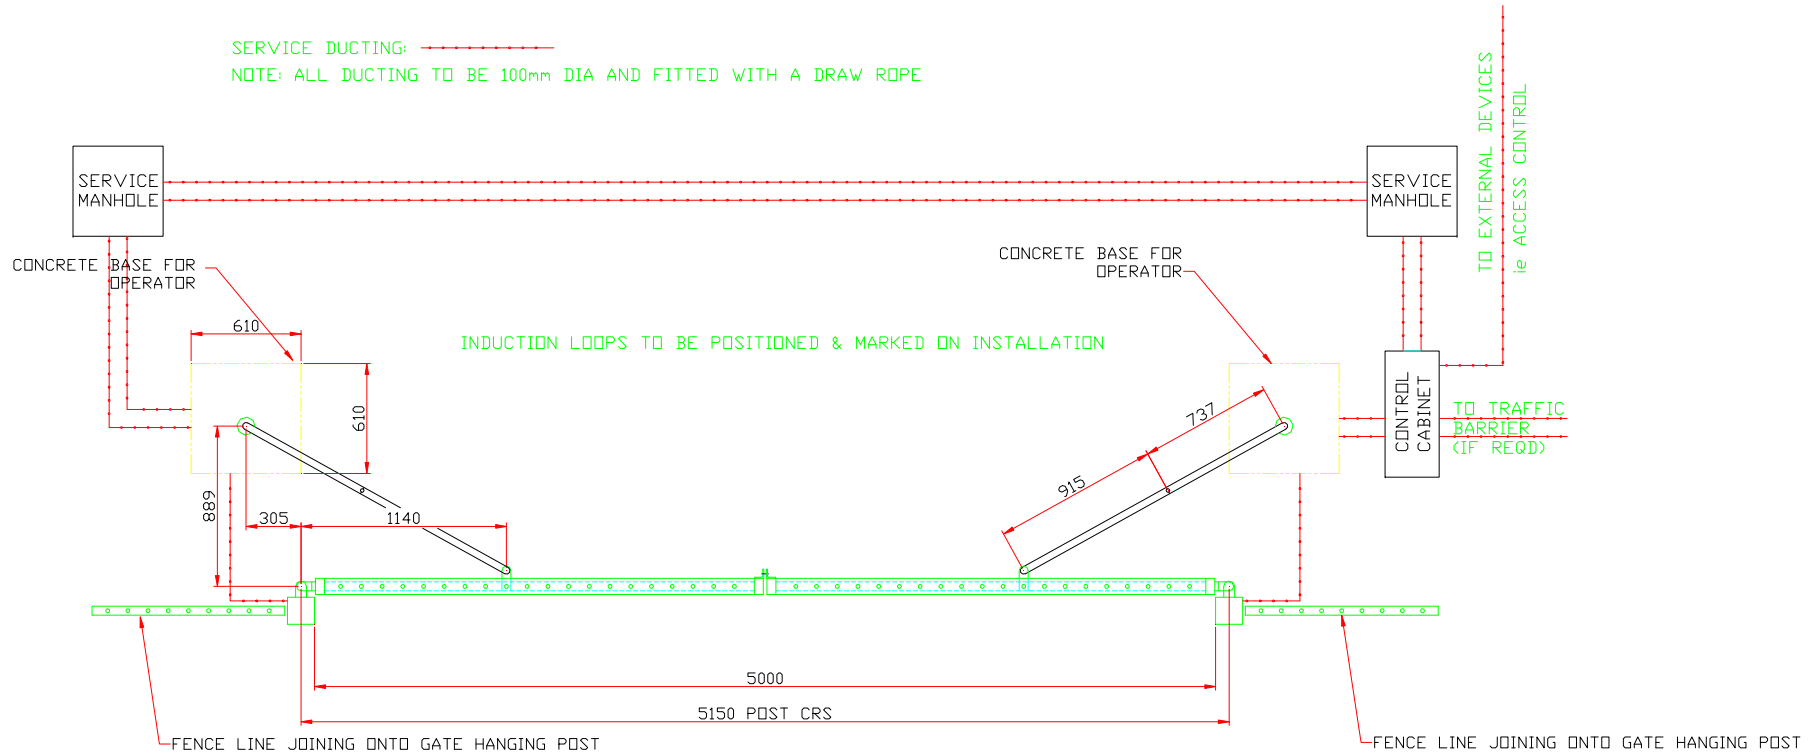 SERVICE DUCTING:
NOTE: ALL DUCTING TO BE 100mm DIA AND FITTED WITH A DRAW ROPE
TO EXTERNAL DEVICES
ie ACCESS CONTROL
SERVICE
MANHOLE
SERVICE
MANHOLE
CONCRETE BASE FOR
OPERATOR
CONCRETE BASE FOR
OPERATOR
610
INDUCTION LOOPS TO BE POSITIONED & MARKED ON INSTALLATION
610
737
CONTROL
CABINET
TO TRAFFIC
BARRIER
(IF REQD)
915
889
305
1140
5000
5150 POST CRS
FENCE LINE JOINING ONTO GATE HANGING POST
FENCE LINE JOINING ONTO GATE HANGING POST